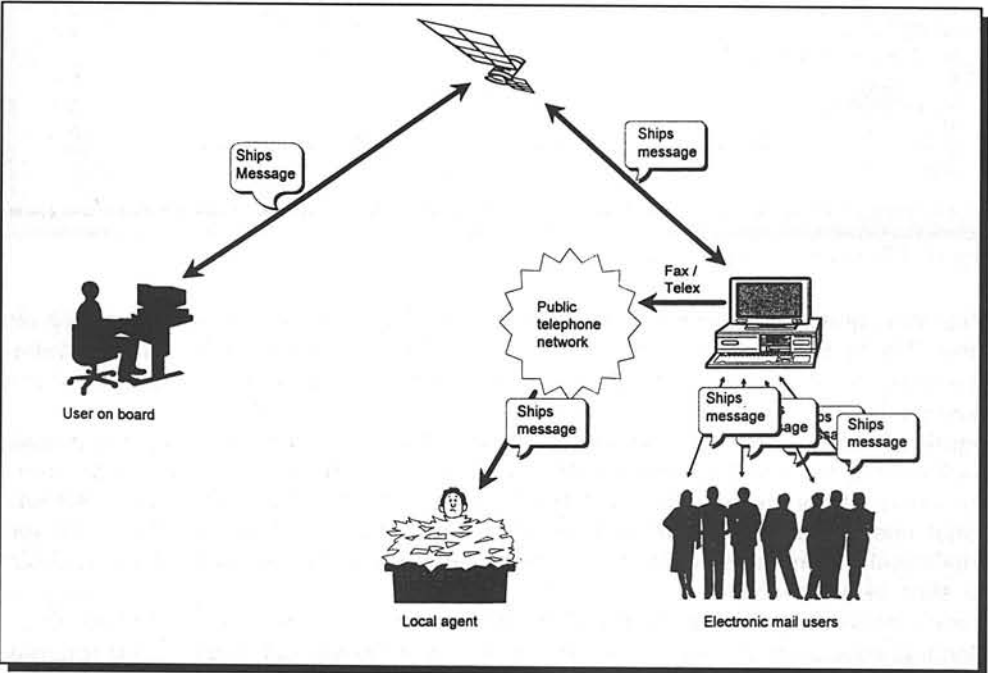 Ships
Message
Ships
message
Fax /
Telex
Public
telephone
network
User on board
Ships
message
Ships
message
Ships
message
Local agent
Electronic mail users